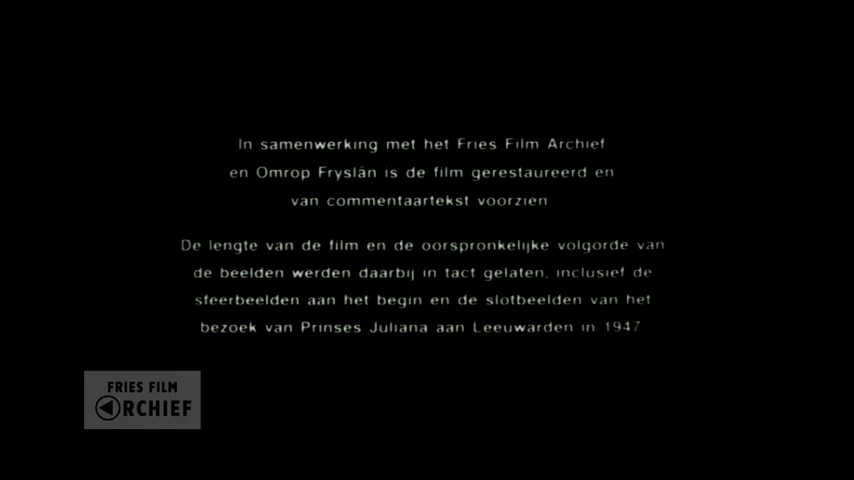 In samenwerking met het Fries Film Archief
en Omrop Fryslân is de film gerestaureerd en
van commentaartekst voorzien
De lengte van de film en de oorspronkelijke volgorde van
de beelden werden daarbij in tact gelaten, inclusief de
sfeerbeelden aan het begin en de slotbeelden van het
bezoek van Prinses Juliana aan Leeuwarden in 1947
FRIES FILM
ARCHIEF